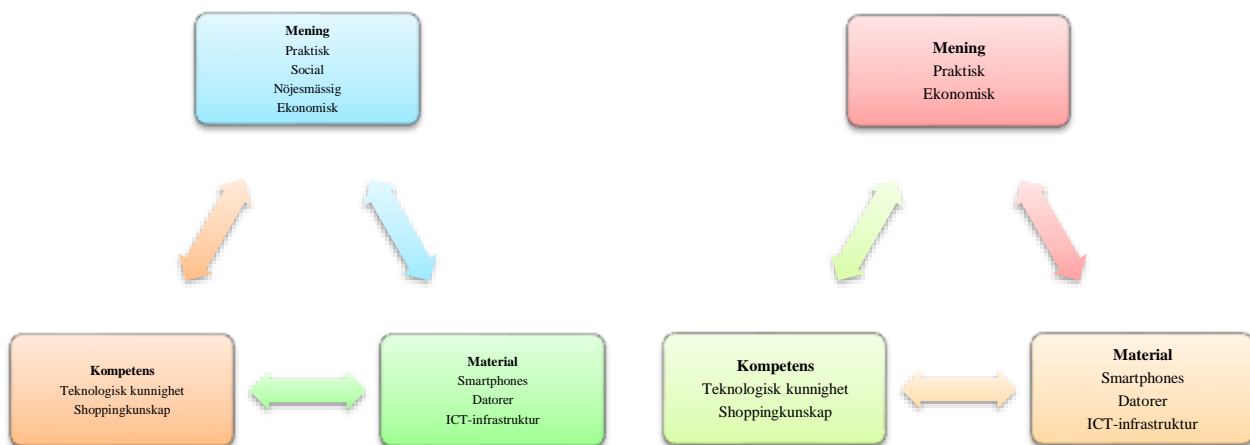 Mening
Praktisk
Social
Nöjesmässig
Ekonomisk
Kompetens
Teknologisk kunnighet
Shoppingkunskap
Material
Smartphones
Datorer
ICT-infrastruktur
Mening
Praktisk
Ekonomisk
Kompetens
Teknologisk kunnighet
Shoppingkunskap
Material
Smartphones
Datorer
ICT-infrastruktur